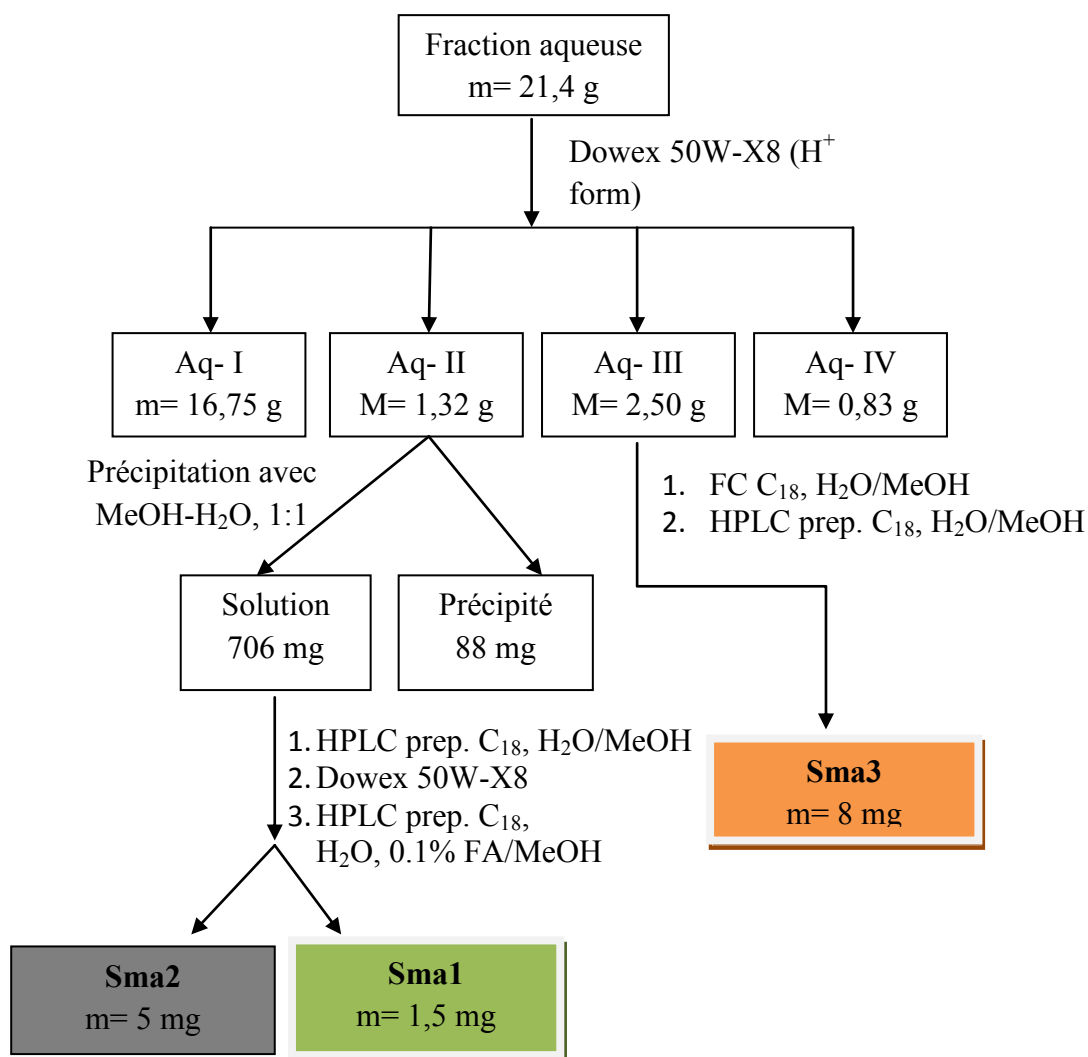 Fraction aqueuse
m= 21,4 g
Dowex 50W-X8 (H⁺
form)
Aq- I
m= 16,75 g
Aq- II
M= 1,32 g
Aq- III
M= 2,50 g
Aq- IV
M= 0,83 g
Précipitation avec
MeOH-H₂O, 1:1
1. FC C₁₈, H₂O/MeOH
2. HPLC prep. C₁₈, H₂O/MeOH
Solution
706 mg
Précipité
88 mg
1. HPLC prep. C₁₈, H₂O/MeOH
2. Dowex 50W-X8
3. HPLC prep. C₁₈,
H₂O, 0.1% FA/MeOH
Sma3
m= 8 mg
Sma2
m= 5 mg
Sma1
m= 1,5 mg